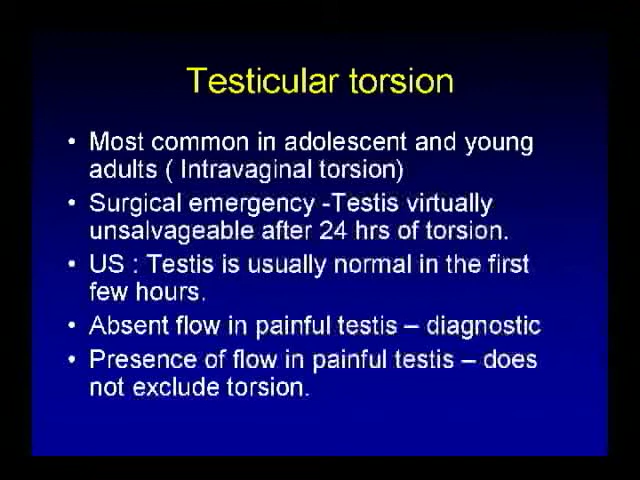 Testicular torsion
• Most common in adolescent and young
adults ( Intravaginal torsion)
• Surgical emergency -Testis virtually
unsalvageable after 24 hrs of torsion.
• US : Testis is usually normal in the first
few hours.
• Absent flow in painful testis – diagnostic
• Presence of flow in painful testis – does
not exclude torsion.